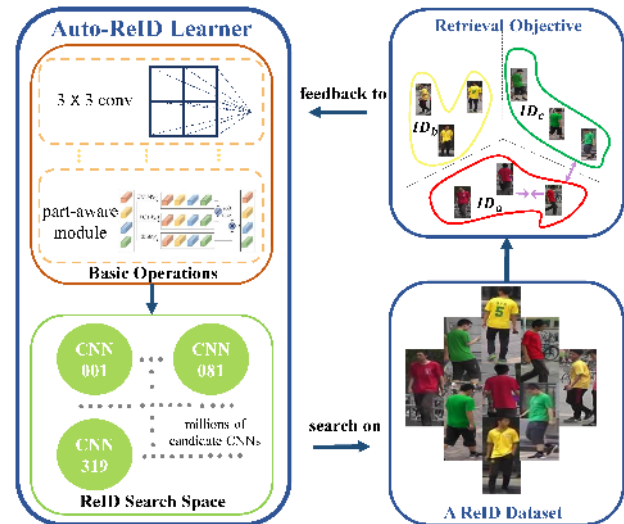 Auto-ReID Learner
3 X 3 conv
part-aware
module
Basic Operations
CNN
001
CNN
081
millions of
candidate CNNs
CNN
319
ReID Search Space
feedback to
search on
Retrieval Objective
ID_b
ID_c
ID_a
5
A ReID Dataset